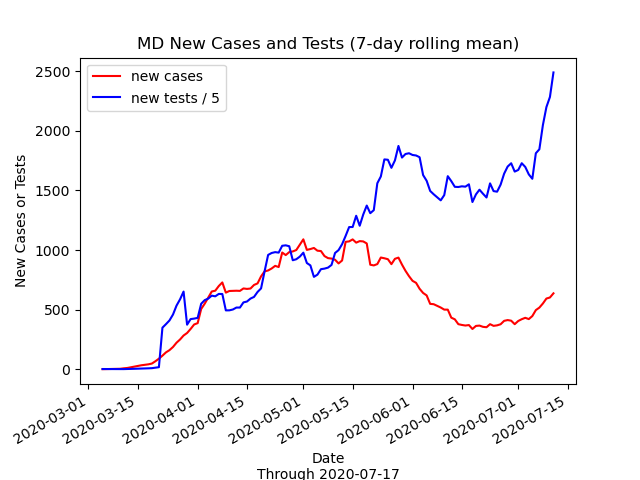 MD New Cases and Tests (7-day rolling mean)
new cases
new tests / 5
New Cases or Tests
2500
2000
1500
1000
500
0
2020-03-01
2020-03-15
2020-04-01
2020-04-15
2020-05-01
2020-05-15
2020-06-01
2020-06-15
2020-07-01
2020-07-15
Date
Through 2020-07-17